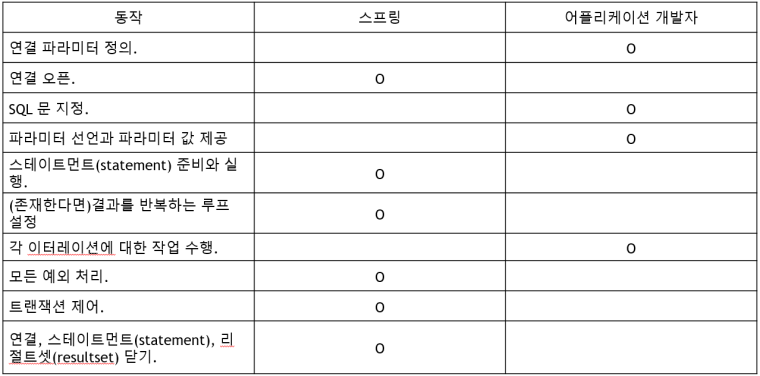 동작 스프링 어플리케이션 개발자
연결 파라미터 정의. O
연결 오픈. O
SQL 문 지정. O
파라미터 선언과 파라미터 값 제공 O
스테이트먼트(statement) 준비와 실
행. O
(존재한다면)결과를 반복하는 루프
설정 O
각 이터레이션에 대한 작업 수행. O
모든 예외 처리. O
트랜잭션 제어. O
연결, 스테이트먼트(statement), 리
절트셋(resultset) 닫기. O